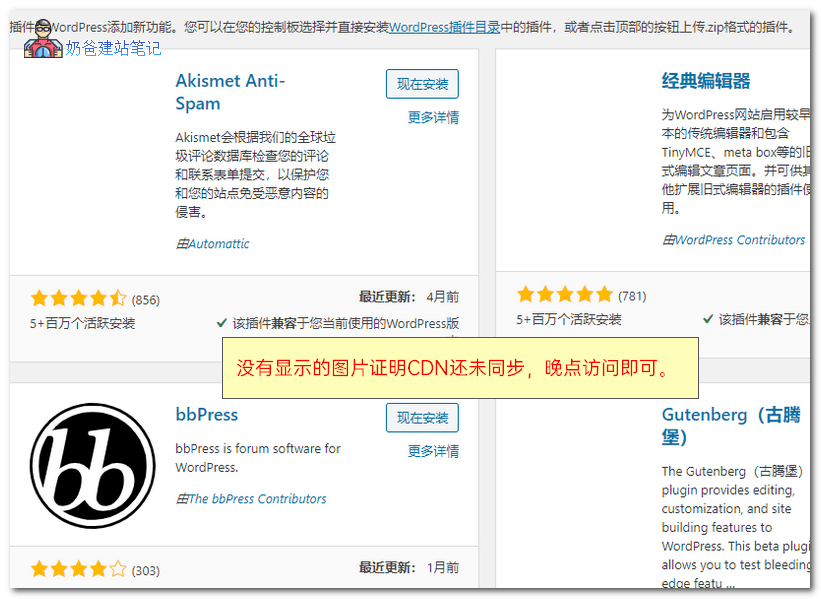 插件为WordPress添加新功能。您可以在您的控制板选择并直接安装WordPress插件目录中的插件，或者点击顶部的按钮上传.zip格式的插件。
奶爸建站笔记
Akismet Anti-
Spam
现在安装
更多详情
Akismet会根据我们的全球垃
圾评论数据库检查您的评论
和联系表单提交，以保护您
和您的站点免受恶意内容的
侵害。
由Automattic
(856)
最近更新： 4月前
5+百万个活跃安装
该插件兼容于您当前使用的WordPress版
经典编辑器
为WordPress网站启用较早
本的传统编辑器和包含
TinyMCE、meta box等的旧
式编辑文章页面。并可供其
他扩展旧式编辑器的插件使
用。
由WordPress Contributors
(781)
5+百万个活跃安装
该插件兼容于您
没有显示的图片证明CDN还未同步，晚点访问即可。
bb
bbPress
现在安装
更多详情
bbPress is forum software for
WordPress.
由The bbPress Contributors
(303)
最近更新： 1月前
Gutenberg（古腾
堡）
The Gutenberg（古腾堡）
plugin provides editing,
customization, and site
building features to
WordPress. This beta plugi
allows you to test bleeding
edge featu ...